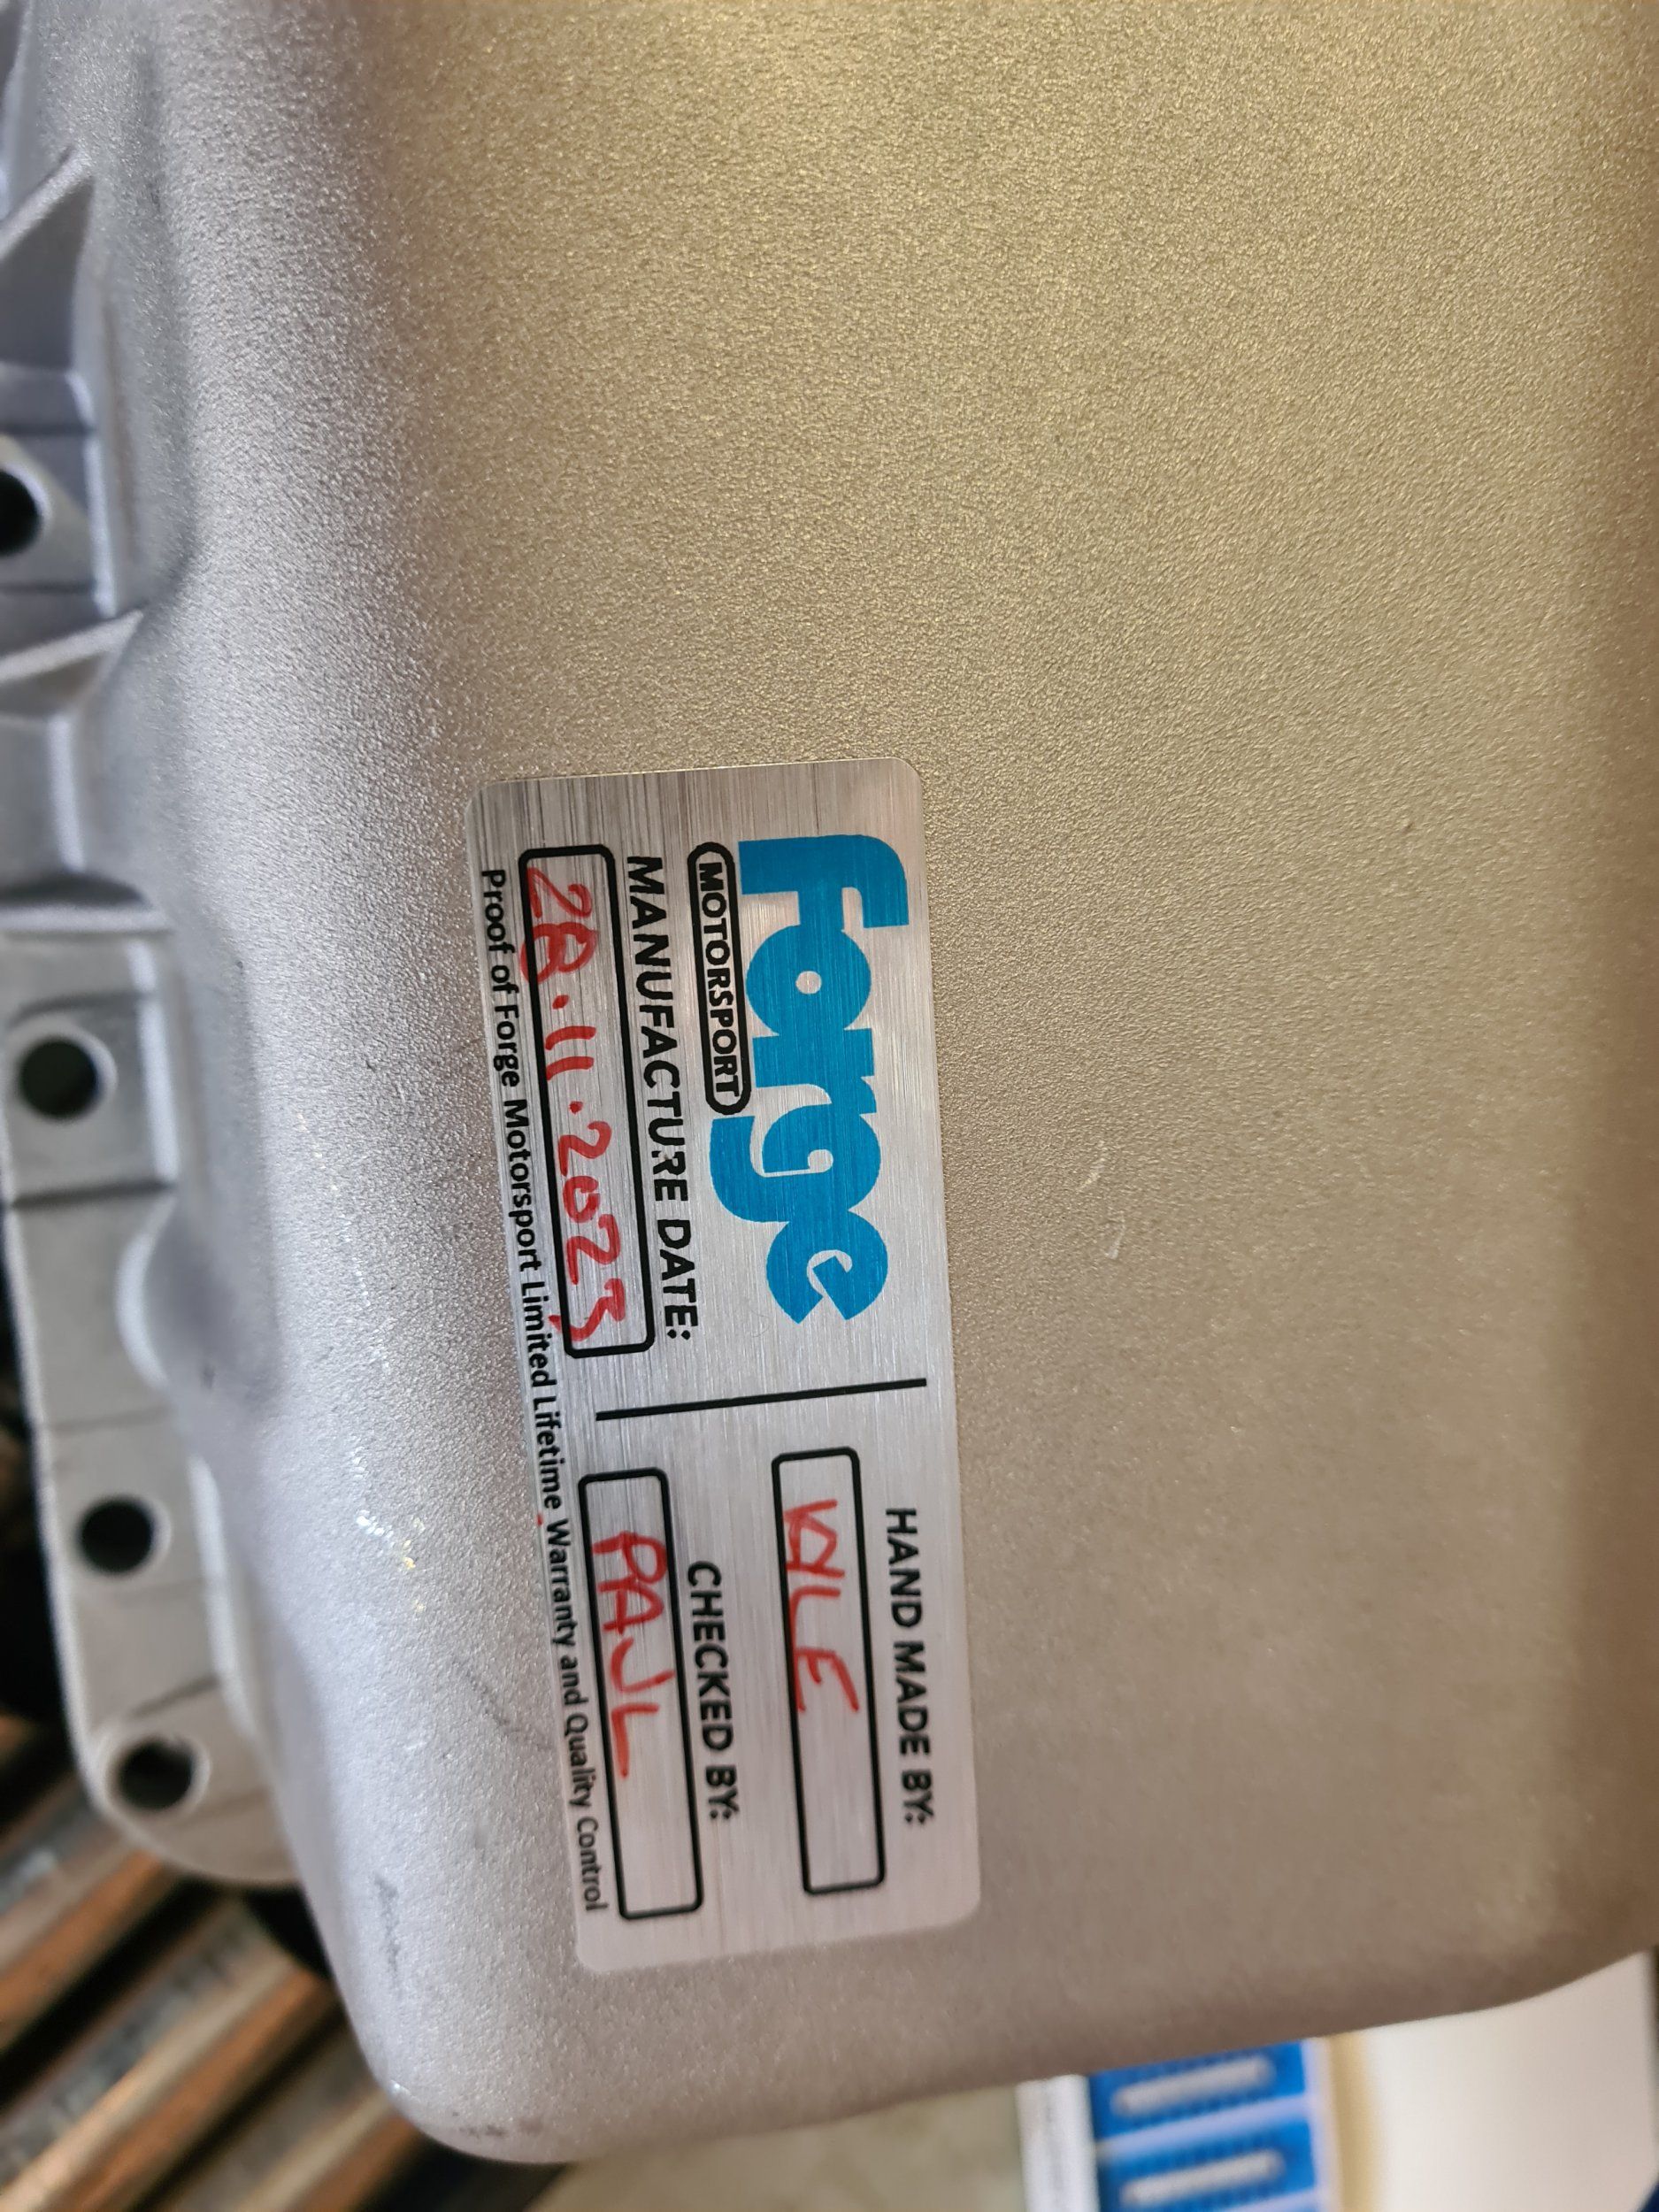 Forge
MOTORSPORT
MANUFACTURE DATE:
28.11.2023
HAND MADE BY:
KYLE
CHECKED BY:
PAUL
Proof of Forge Motorsport Limited Lifetime Warranty and Quality Control